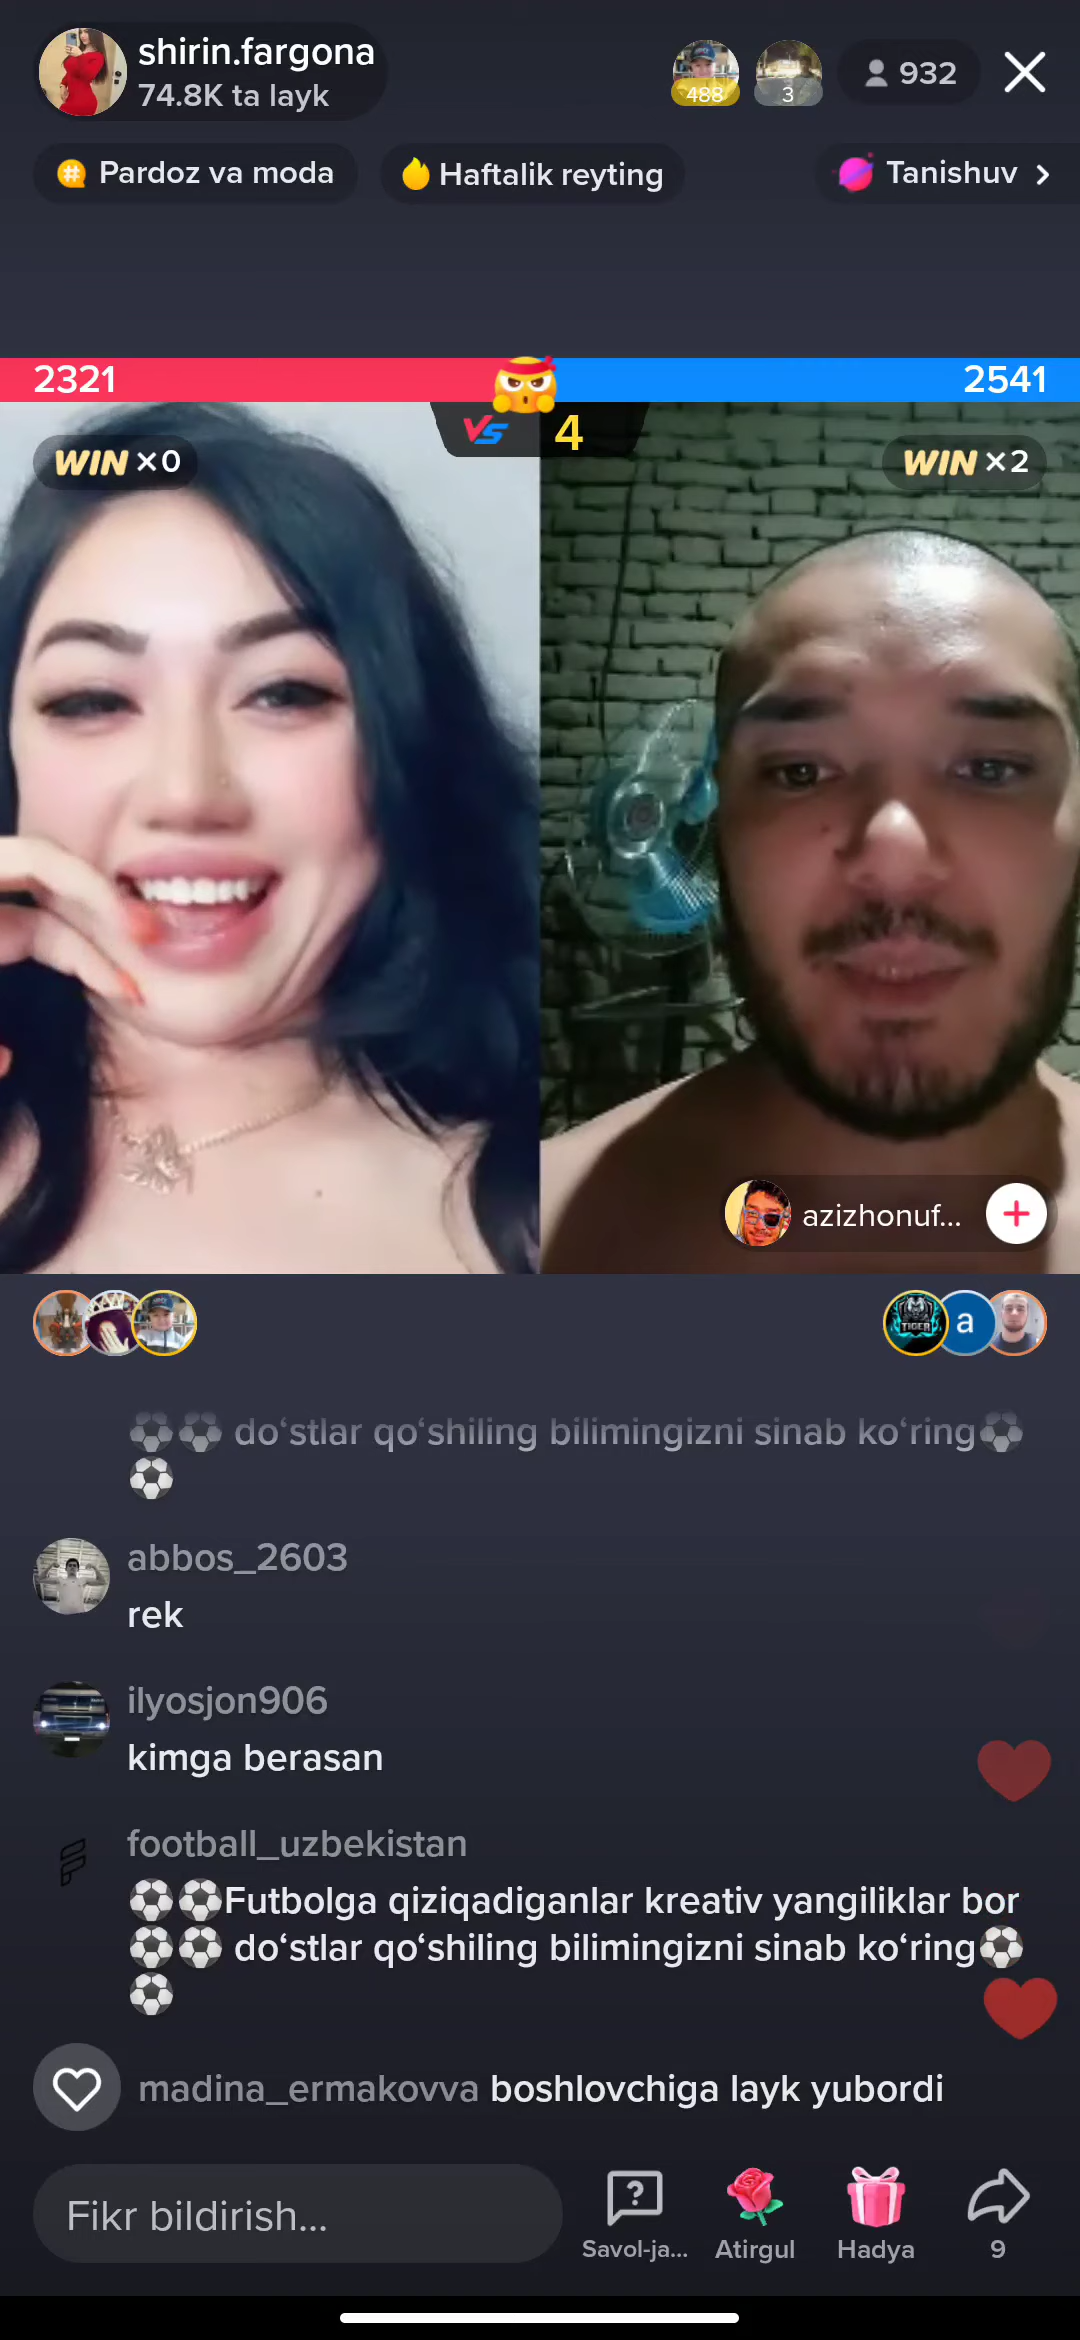 shirin.fargona
74.8K ta layk
488
3
932
Pardoz va moda
Haftalik reyting
Tanishuv
2321
2541
VS 4
WIN ×0
WIN ×2
azizhonuf...
TIGER
a
⚽⚽ do‘stlar qo‘shiling bilimingizni sinab ko‘ring⚽
⚽
abbos_2603
rek
ilyosjon906
kimga berasan
football_uzbekistan
⚽⚽Futbolga qiziqadiganlar kreativ yangiliklar bor
⚽⚽ do‘stlar qo‘shiling bilimingizni sinab ko‘ring⚽
⚽
madina_ermakovva boshlovchiga layk yubordi
Fikr bildirish...
Savol-ja...
Atirgul
Hadya
9